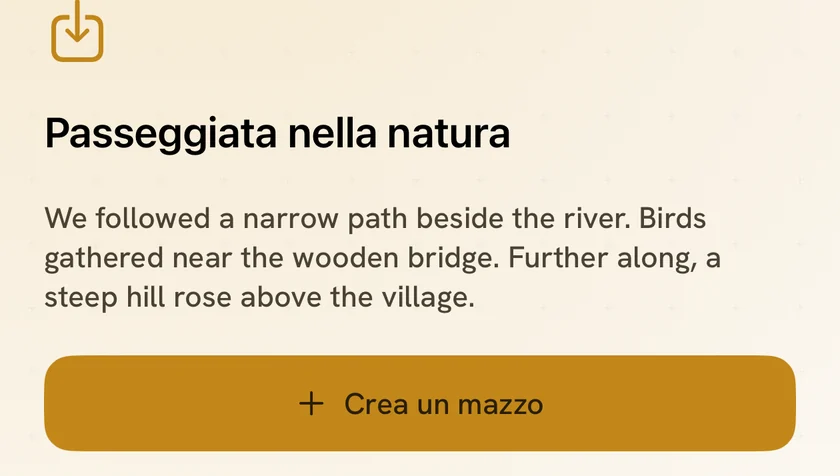 Passeggiata nella natura
We followed a narrow path beside the river. Birds
gathered near the wooden bridge. Further along, a
steep hill rose above the village.
+ Crea un mazzo